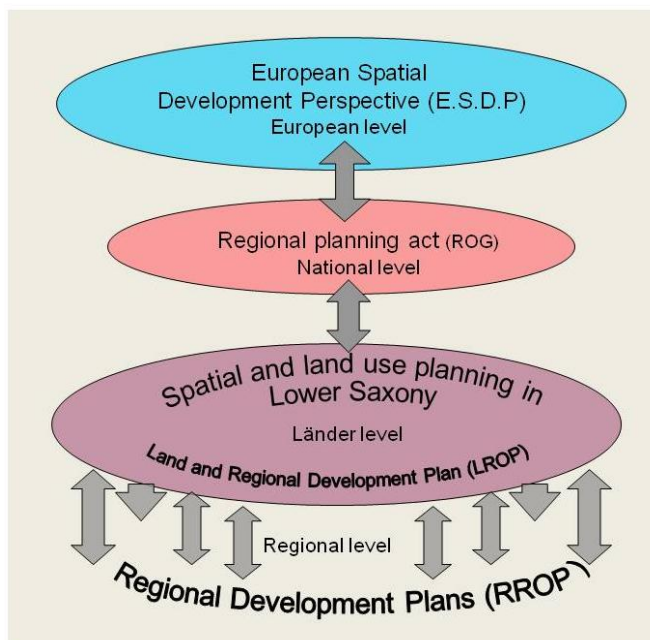 European Spatial
Development Perspective (E.S.D.P)
European level
Regional planning act (ROG)
National level
Spatial and land use planning in
Lower Saxony
Länder level
Land and Regional Development Plan (LROP)
Regional level
Regional Development Plans (RROP)